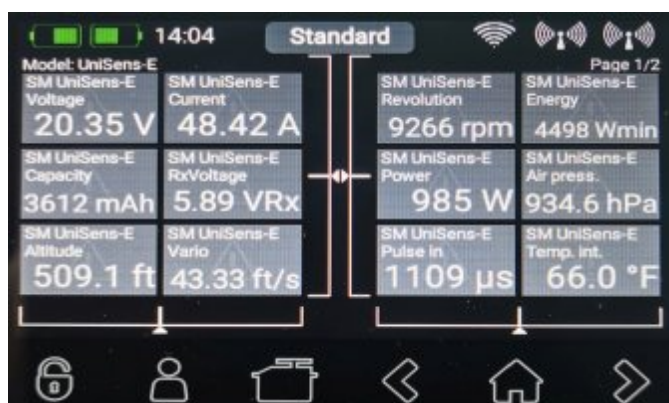 14:04
Standard
Model: UniSens-E
Page 1/2
SM UniSens-E
Voltage
20.35 V
SM UniSens-E
Current
48.42 A
SM UniSens-E
Revolution
9266 rpm
SM UniSens-E
Energy
4498 Wmin
SM UniSens-E
Capacity
3612 mAh
SM UniSens-E
RxVoltage
5.89 VRx
SM UniSens-E
Power
985 W
SM UniSens-E
Air press.
934.6 hPa
SM UniSens-E
Altitude
509.1 ft
SM UniSens-E
Vario
43.33 ft/s
SM UniSens-E
Pulse in
1109 µs
SM UniSens-E
Temp. int.
66.0 °F